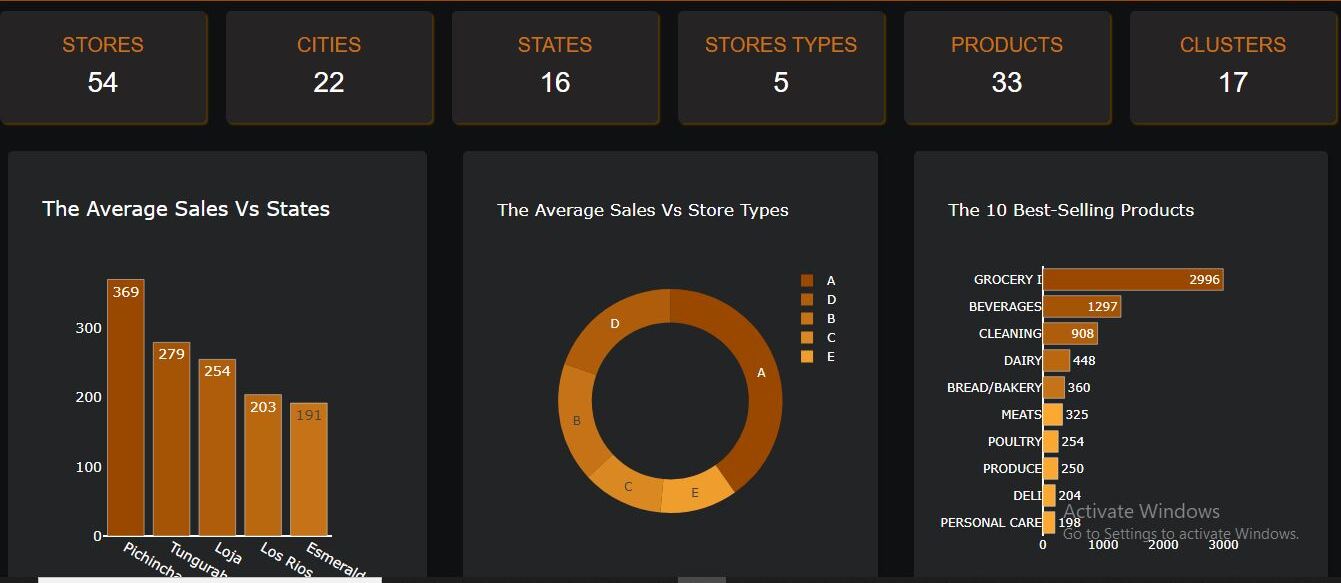 STORES
54
CITIES
22
STATES
16
STORES TYPES
5
PRODUCTS
33
CLUSTERS
17
The Average Sales Vs States
300
200
100
0
369
279
254
203
191
Pichincha
Tungurah
Loja
Los Rios
Esmerald
The Average Sales Vs Store Types
D
A
B
C
E
A
D
B
C
E
The 10 Best-Selling Products
GROCERY I 2996
BEVERAGES 1297
CLEANING 908
DAIRY 448
BREAD/BAKERY 360
MEATS 325
POULTRY 254
PRODUCE 250
DELI 204
PERSONAL CARE 198
0 1000 2000 3000
Activate Windows
Go to Settings to activate Windows.